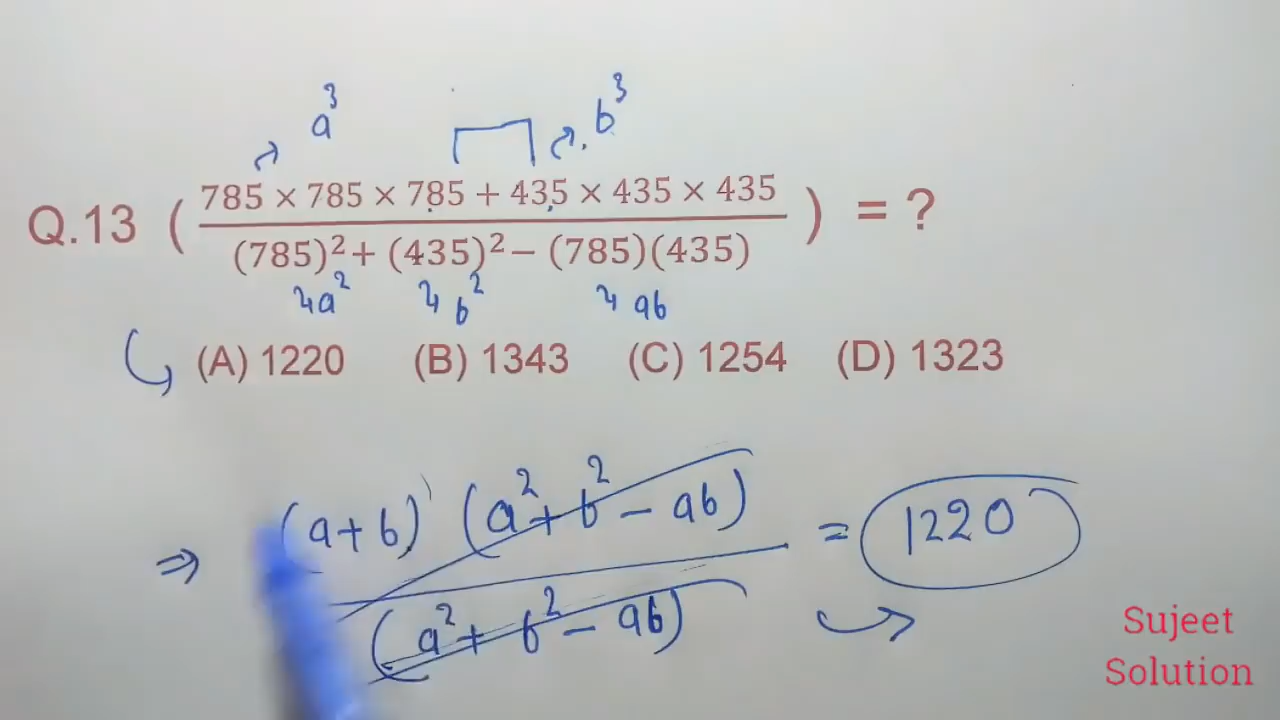 a³ b³
Q.13 ( (785 × 785 × 785 + 435 × 435 × 435) / ((785)² + (435)² − (785)(435)) ) = ?
a² b² ab
(A) 1220 (B) 1343 (C) 1254 (D) 1323
⇒ (a+b) (a²+b²−ab) / (a²+b²−ab) = 1220
Sujeet
Solution